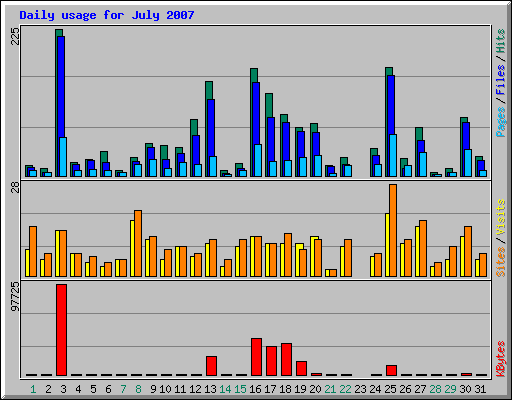 Daily usage for July 2007
225
Pages / Files / Hits
28
Sites / Visits
97725
KBytes
1 2 3 4 5 6 7 8 9 10 11 12 13 14 15 16 17 18 19 20 21 22 23 24 25 26 27 28 29 30 31